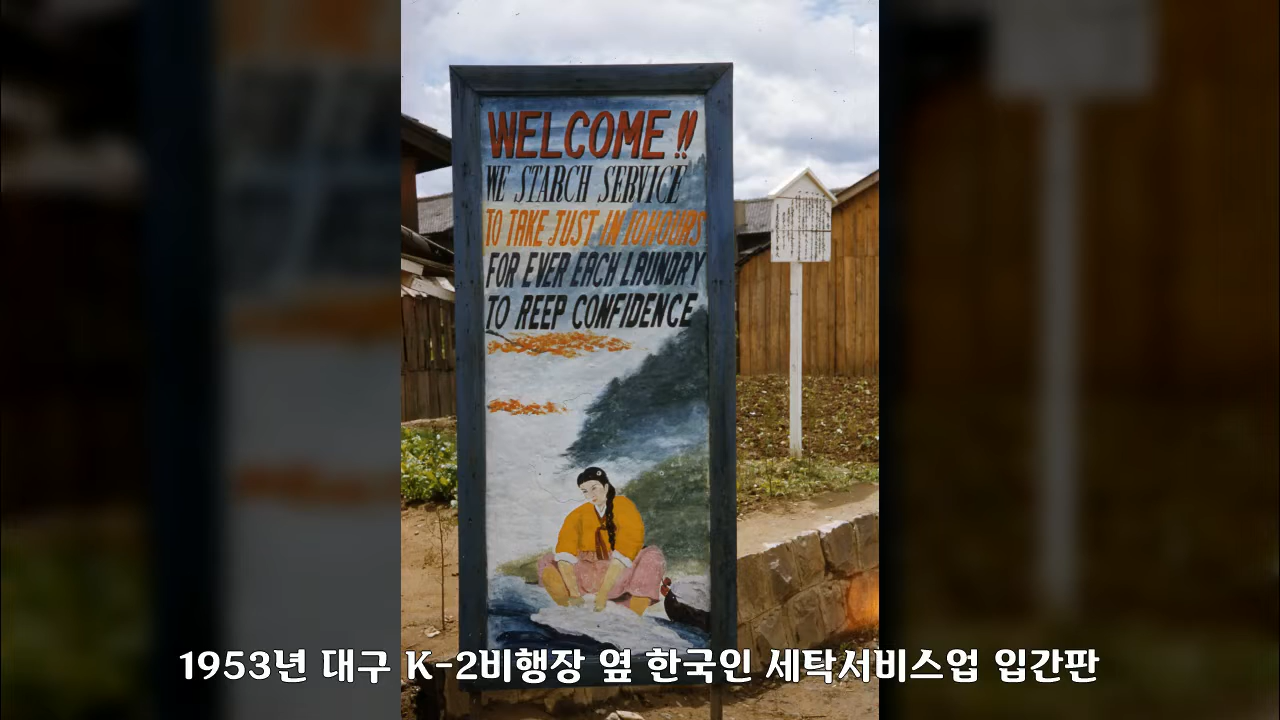 WELCOME!!
WE STARCH SERVICE
TO TAKE JUST IN 10HOURS
FOR EVER EACH LAUNDRY
TO REEP CONFIDENCE
1953년 대구 K-2비행장 옆 한국인 세탁서비스업 입간판